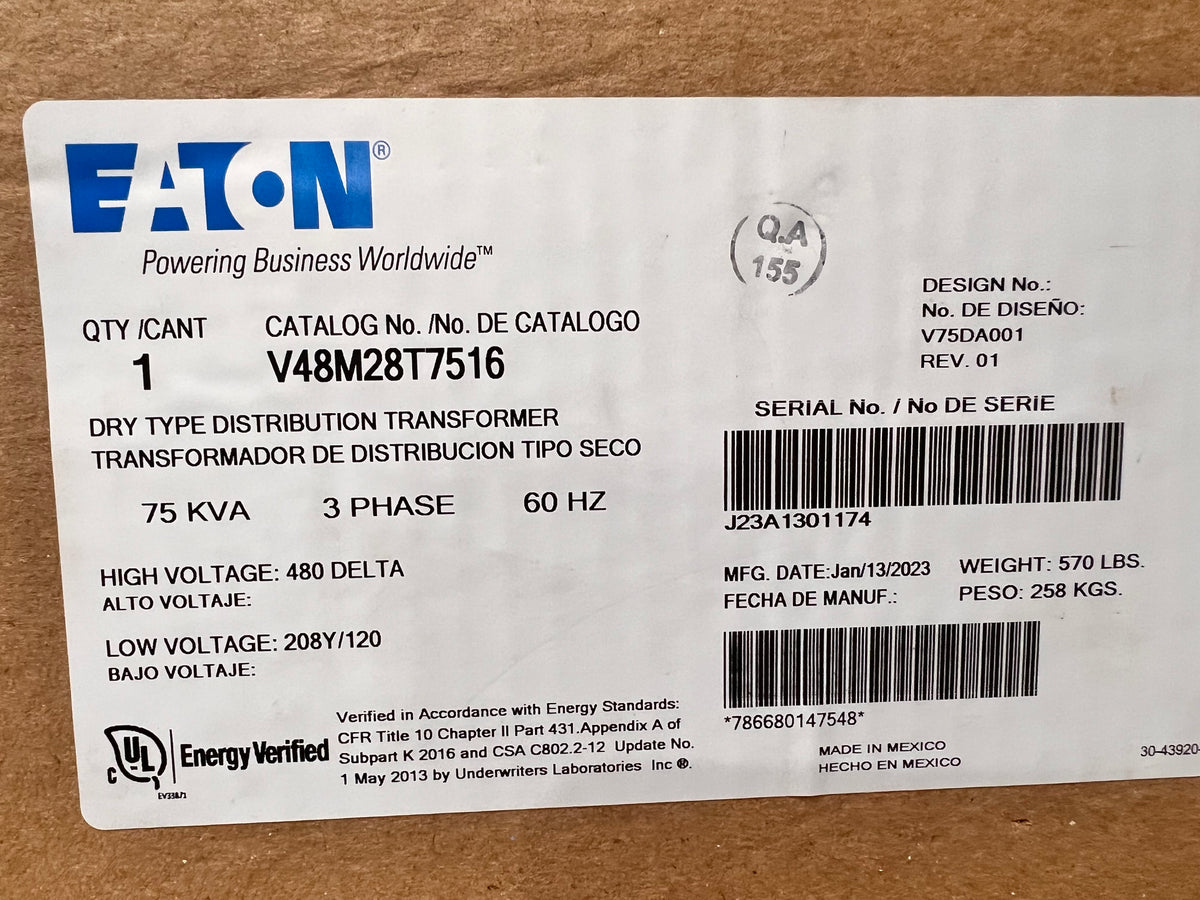 EATON®
Powering Business Worldwide™
QTY /CANT
1
CATALOG No. /No. DE CATALOGO
V48M28T7516
DRY TYPE DISTRIBUTION TRANSFORMER
TRANSFORMADOR DE DISTRIBUCION TIPO SECO
75 KVA 3 PHASE 60 HZ
HIGH VOLTAGE: 480 DELTA
ALTO VOLTAJE:
LOW VOLTAGE: 208Y/120
BAJO VOLTAJE:
C UL Energy Verified
Verified in Accordance with Energy Standards:
CFR Title 10 Chapter II Part 431.Appendix A of
Subpart K 2016 and CSA C802.2-12 Update No.
1 May 2013 by Underwriters Laboratories Inc ®.
Q.A
155
DESIGN No.:
No. DE DISEÑO:
V75DA001
REV. 01
SERIAL No. / No DE SERIE
J23A1301174
MFG. DATE:Jan/13/2023
FECHA DE MANUF.:
WEIGHT: 570 LBS.
PESO: 258 KGS.
*786680147548*
MADE IN MEXICO
HECHO EN MEXICO
30-43920-